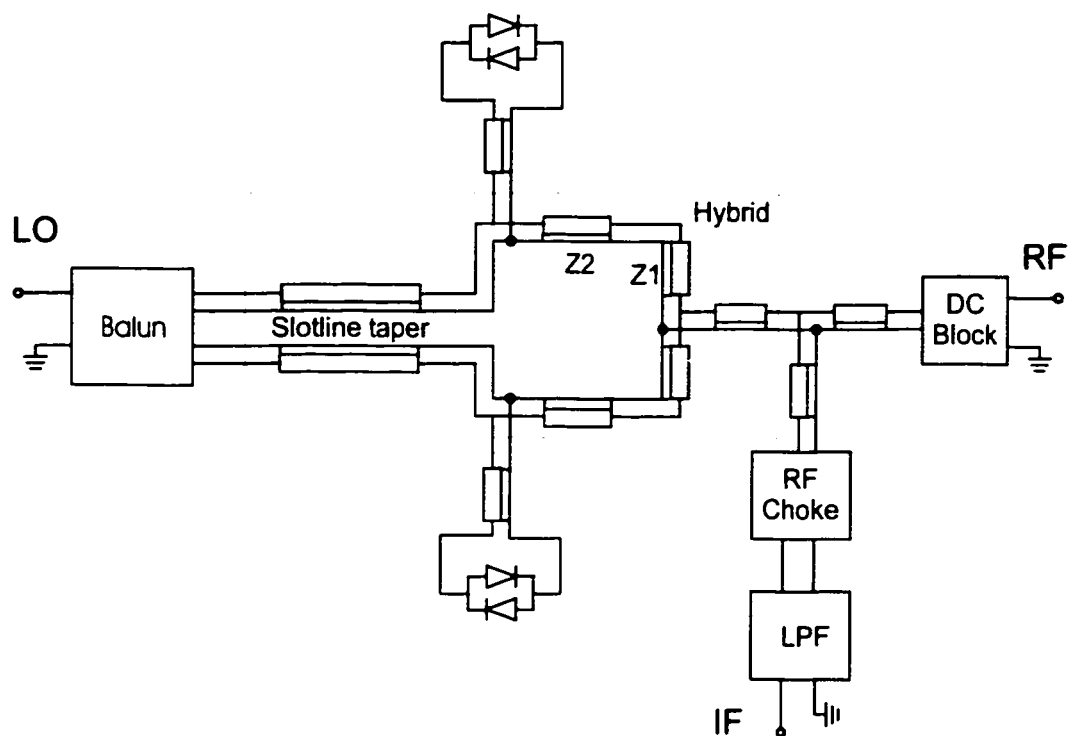 Hybrid
LO
Z2
Z1
RF
Balun
Slotline taper
DC
Block
RF
Choke
LPF
IF